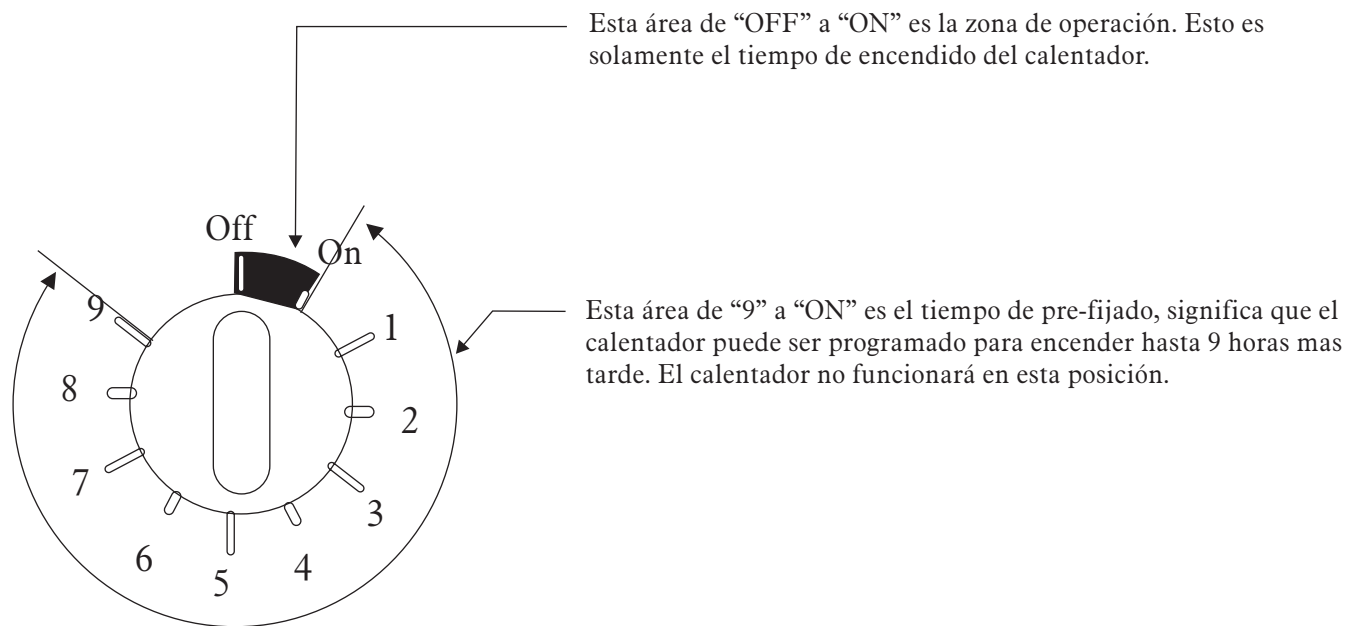 Esta área de “OFF” a “ON” es la zona de operación. Esto es
solamente el tiempo de encendido del calentador.
Off
On
Esta área de “9” a “ON” es el tiempo de pre-fijado, significa que el
calentador puede ser programado para encender hasta 9 horas mas
tarde. El calentador no funcionará en esta posición.
1
2
3
4
5
6
7
8
9